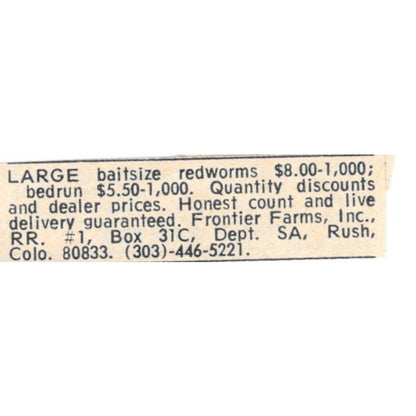 LARGE baitsize redworms $8.00-1,000;
bedrun $5.50-1,000. Quantity discounts
and dealer prices. Honest count and live
delivery guaranteed. Frontier Farms, Inc.,
RR. #1, Box 31C, Dept. SA, Rush,
Colo. 80833. (303)-446-5221.